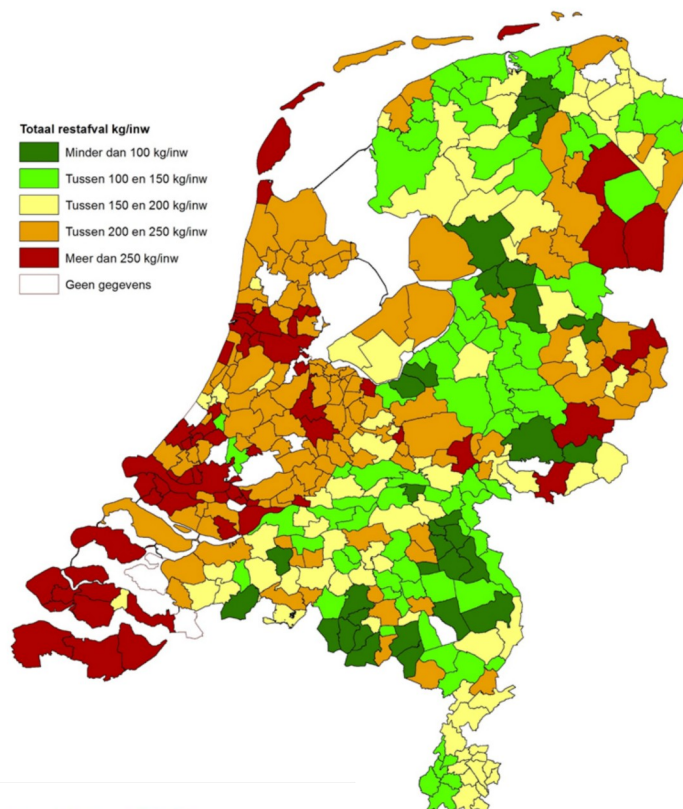 Totaal restafval kg/inw
Minder dan 100 kg/inw
Tussen 100 en 150 kg/inw
Tussen 150 en 200 kg/inw
Tussen 200 en 250 kg/inw
Meer dan 250 kg/inw
Geen gegevens